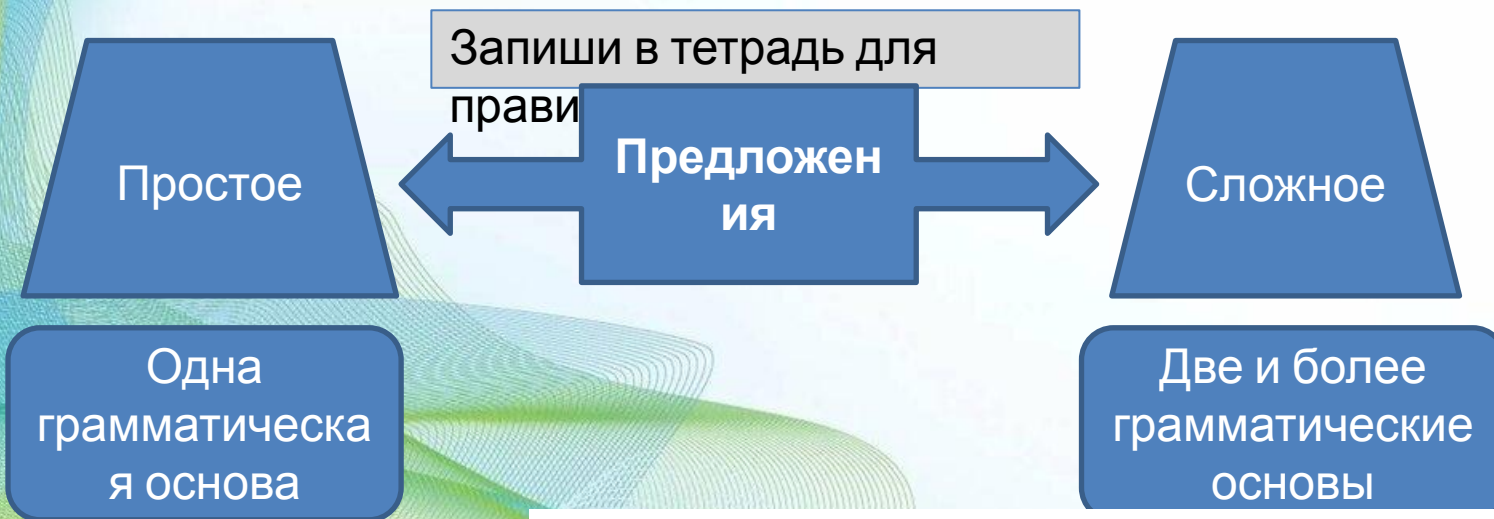 Запиши в тетрадь для
прави
Простое
Предложен
ия
Сложное
Одна
грамматическа
я основа
Две и более
грамматические
основы